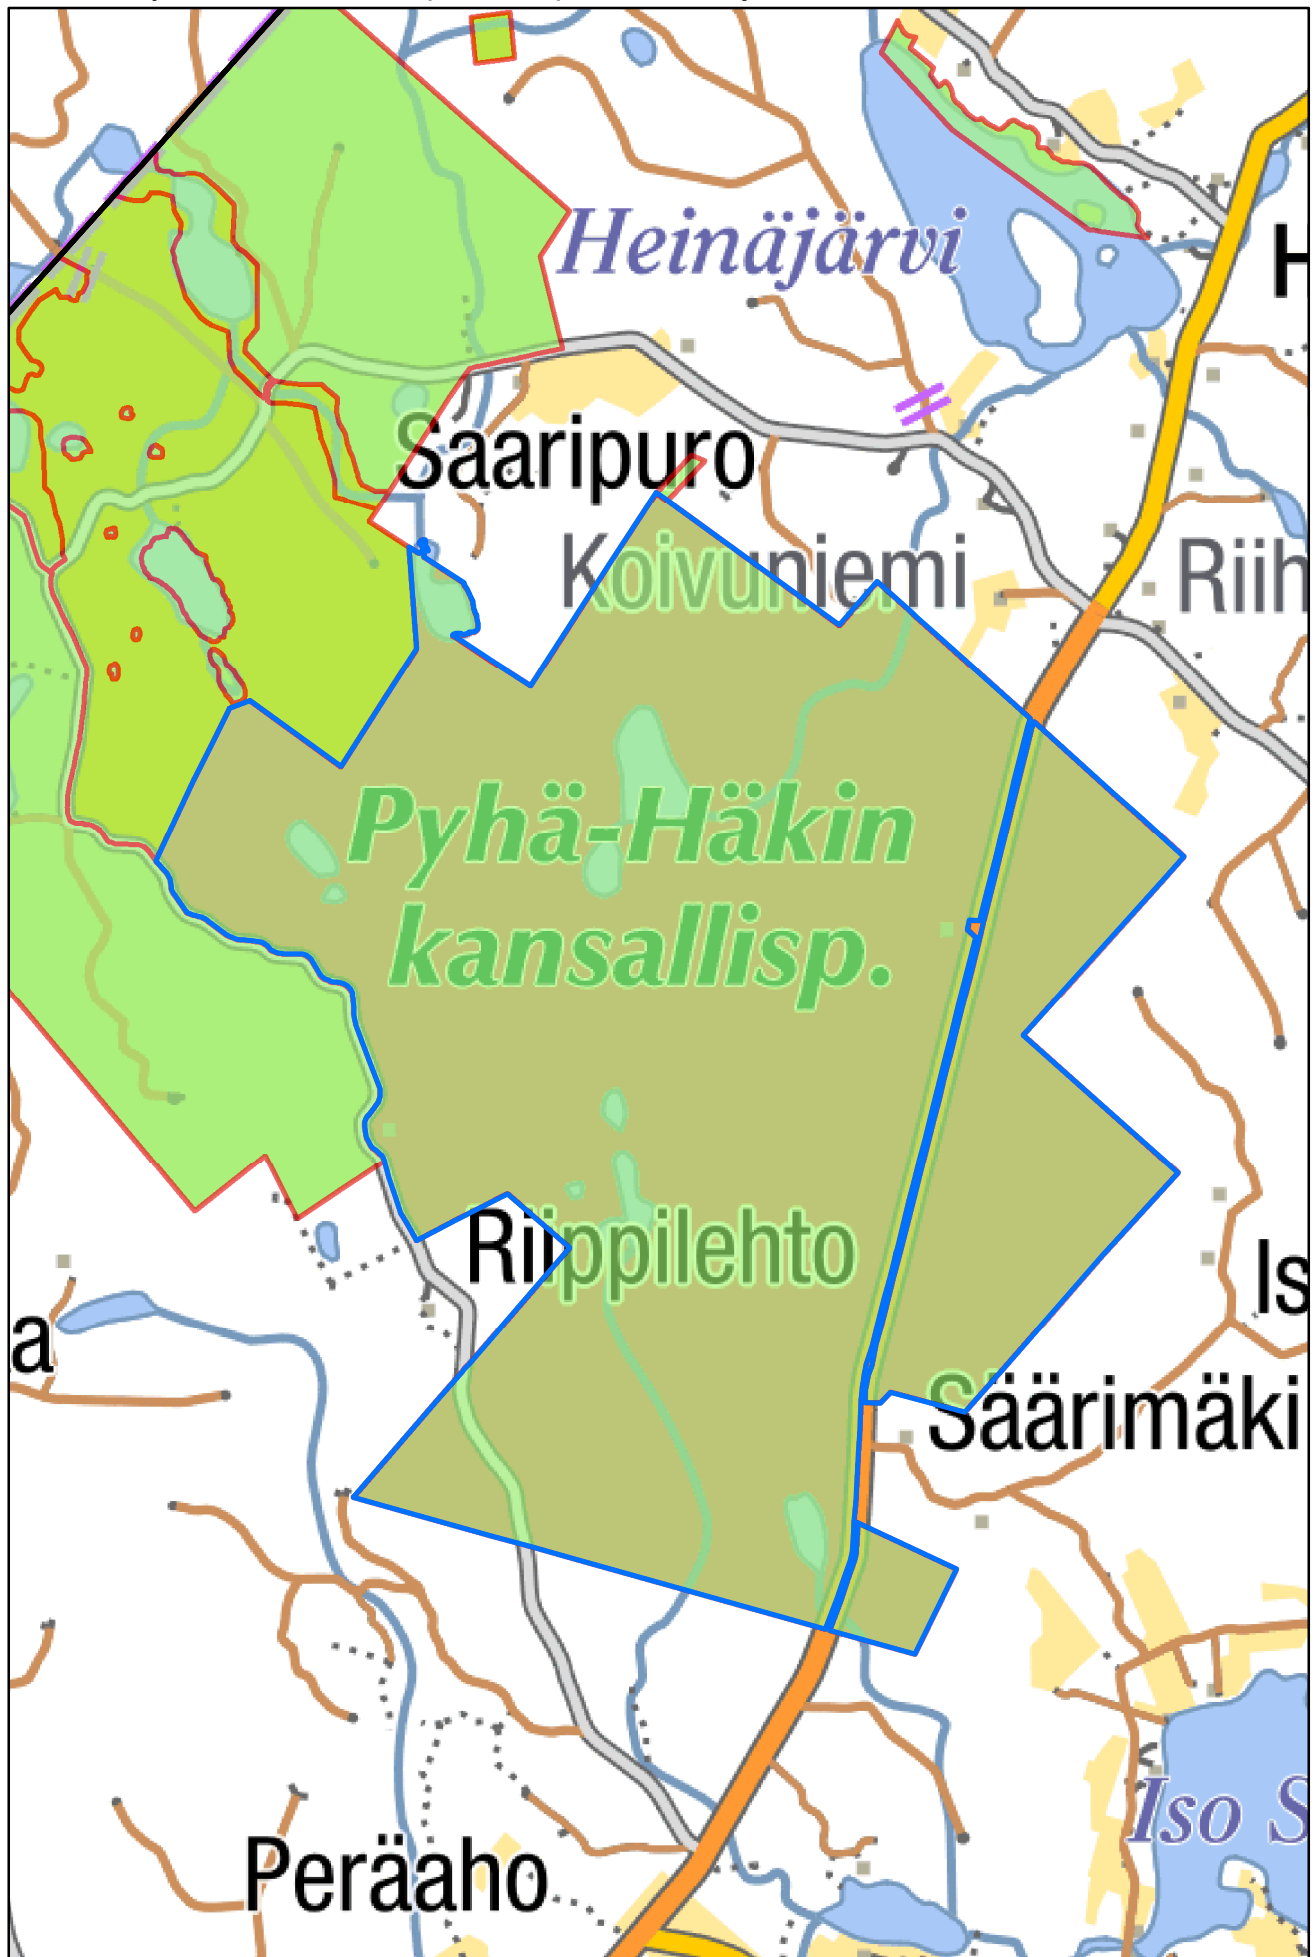 Heinäjärvi
H
Saaripuro
Koivuniemi
Riih
Pyhä-Häkin
kansallisp.
Riippilehto
Is
a
Säärimäki
Iso S
Peräaho